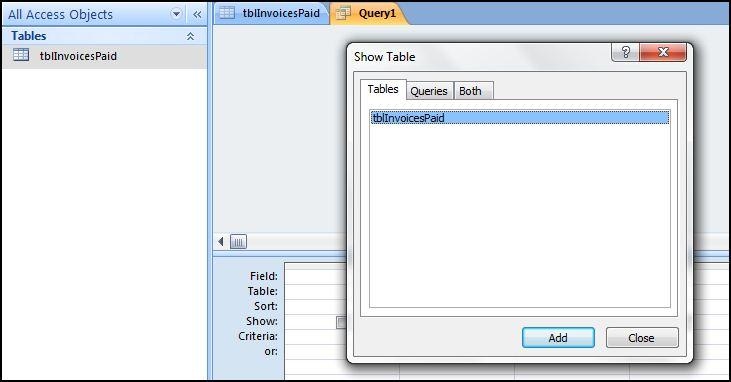 All Access Objects
Tables
tblInvoicesPaid
tblInvoicesPaid
Query1
Show Table
Tables
Queries
Both
tblInvoicesPaid
Add
Close
Field:
Table:
Sort:
Show:
Criteria:
or: